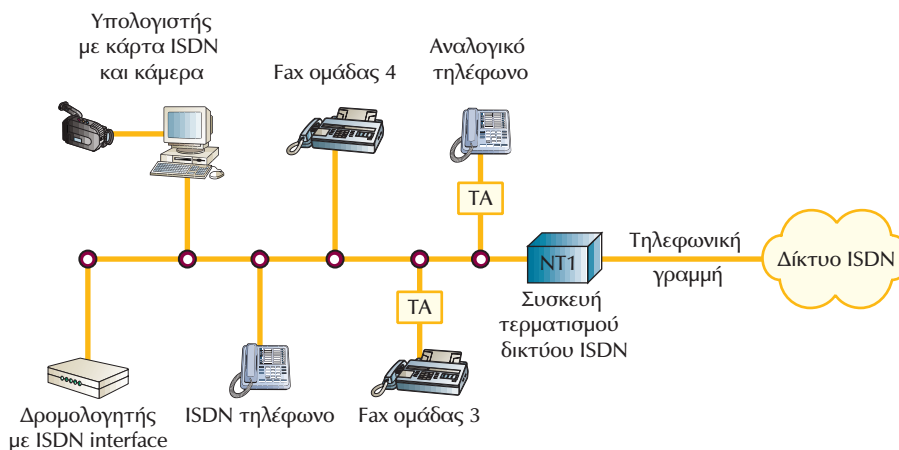 Υπολογιστής
με κάρτα ISDN
και κάμερα
Fax ομάδας 4
Αναλογικό
τηλέφωνο
TA
NT1
Τηλεφωνική
γραμμή
Δίκτυο ISDN
TA
Συσκευή
τερματισμού
δικτύου ISDN
Δρομολογητής
με ISDN interface
ISDN τηλέφωνο
Fax ομάδας 3